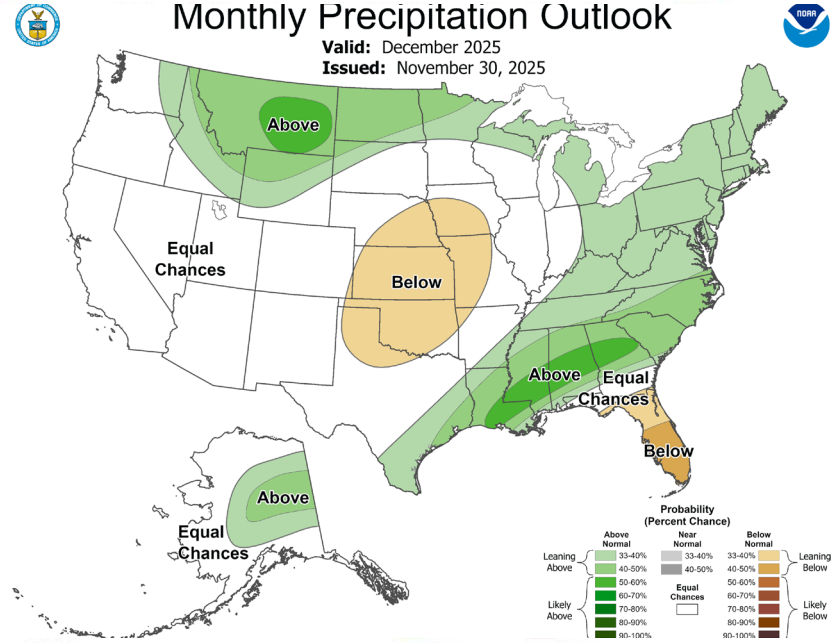 Monthly Precipitation Outlook
Valid: December 2025
Issued: November 30, 2025
NOAA
Above
Equal
Chances
Below
Above
Equal
Chances
Below
Above
Equal
Chances
Probability
(Percent Chance)
Above
Normal
Near
Normal
Below
Normal
Leaning
Above
33-40%
40-50%
33-40%
40-50%
33-40%
40-50%
Leaning
Below
Equal
Chances
Likely
Above
50-60%
60-70%
70-80%
80-90%
90-100%
50-60%
60-70%
70-80%
80-90%
90-100%
Likely
Below